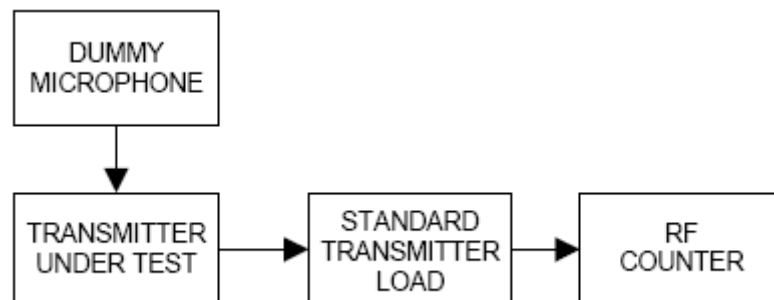 DUMMY
MICROPHONE
TRANSMITTER
UNDER TEST
STANDARD
TRANSMITTER
LOAD
RF
COUNTER